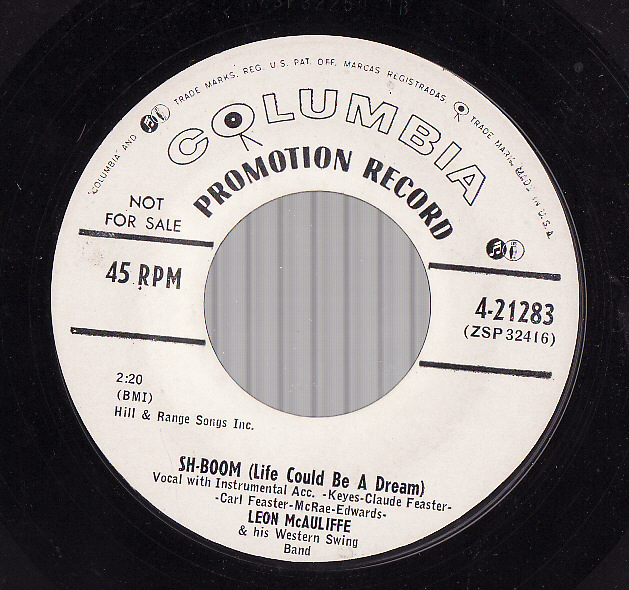 "COLUMBIA" AND TRADE MARKS. REG. U.S. PAT. OFF. MARCAS REGISTRADAS. TRADE MARK. MADE IN U.S.A.
COLUMBIA
PROMOTION RECORD
NOT
FOR SALE
45 RPM
4-21283
(ZSP 32416)
2:20
(BMI)
Hill & Range Songs Inc.
SH-BOOM (Life Could Be A Dream)
Vocal with Instrumental Acc. -Keyes-Claude Feaster-
-Carl Feaster-McRae-Edwards-
LEON McAULIFFE
& his Western Swing
Band